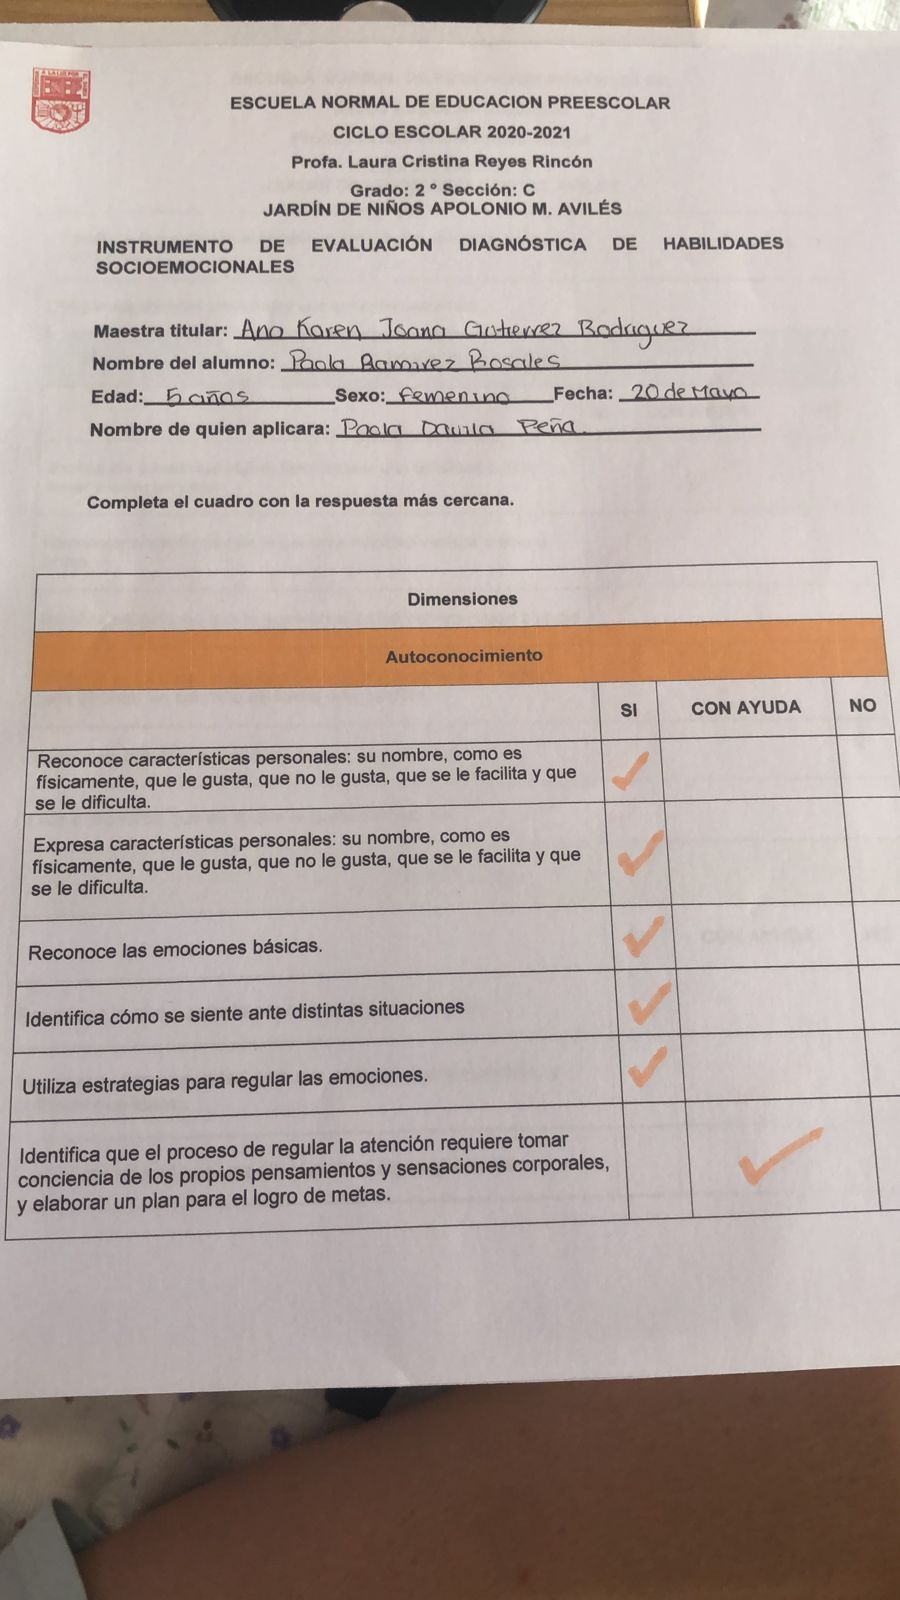 ESCUELA NORMAL DE EDUCACION PREESCOLAR
CICLO ESCOLAR 2020-2021
Profa. Laura Cristina Reyes Rincón
Grado: 2 ° Sección: C
JARDÍN DE NIÑOS APOLONIO M. AVILÉS
INSTRUMENTO DE EVALUACIÓN DIAGNÓSTICA DE HABILIDADES
SOCIOEMOCIONALES
Maestra titular: Ana Karen Joana Gutierrez Rodriguez
Nombre del alumno: Paola Ramirez Rosales
Edad: 5 años Sexo: Femenino Fecha: 20 de Mayo
Nombre de quien aplicara: Paola Davila Peña
Completa el cuadro con la respuesta más cercana.
Dimensiones
Autoconocimiento
SI CON AYUDA NO
Reconoce características personales: su nombre, como es
físicamente, que le gusta, que no le gusta, que se le facilita y que
se le dificulta.
Expresa características personales: su nombre, como es
físicamente, que le gusta, que no le gusta, que se le facilita y que
se le dificulta.
Reconoce las emociones básicas.
Identifica cómo se siente ante distintas situaciones
Utiliza estrategias para regular las emociones.
Identifica que el proceso de regular la atención requiere tomar
conciencia de los propios pensamientos y sensaciones corporales,
y elaborar un plan para el logro de metas.